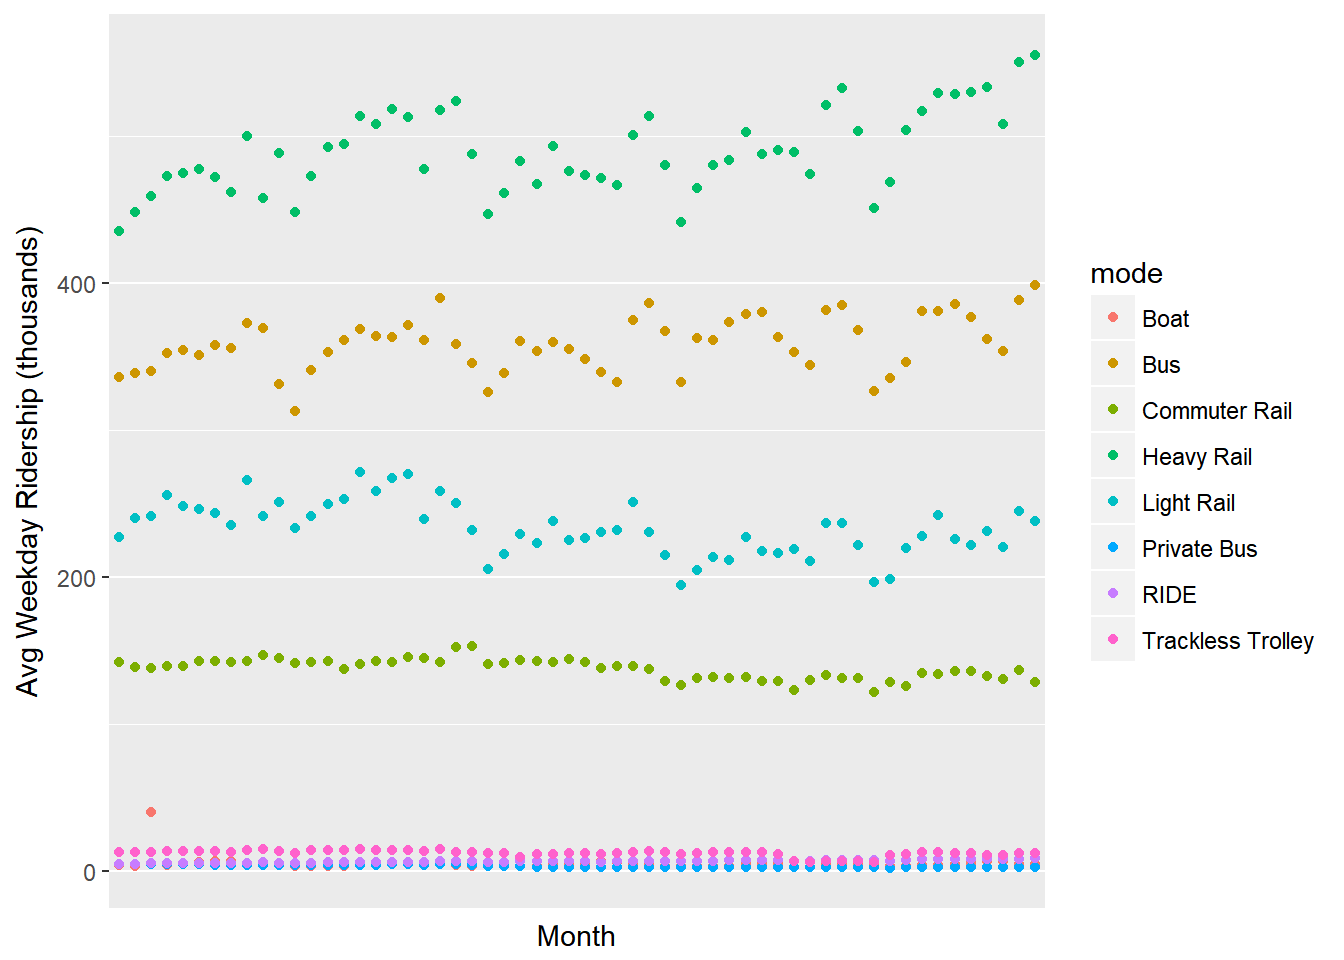 Avg Weekday Ridership (thousands)
400
200
0
Month
mode
Boat
Bus
Commuter Rail
Heavy Rail
Light Rail
Private Bus
RIDE
Trackless Trolley